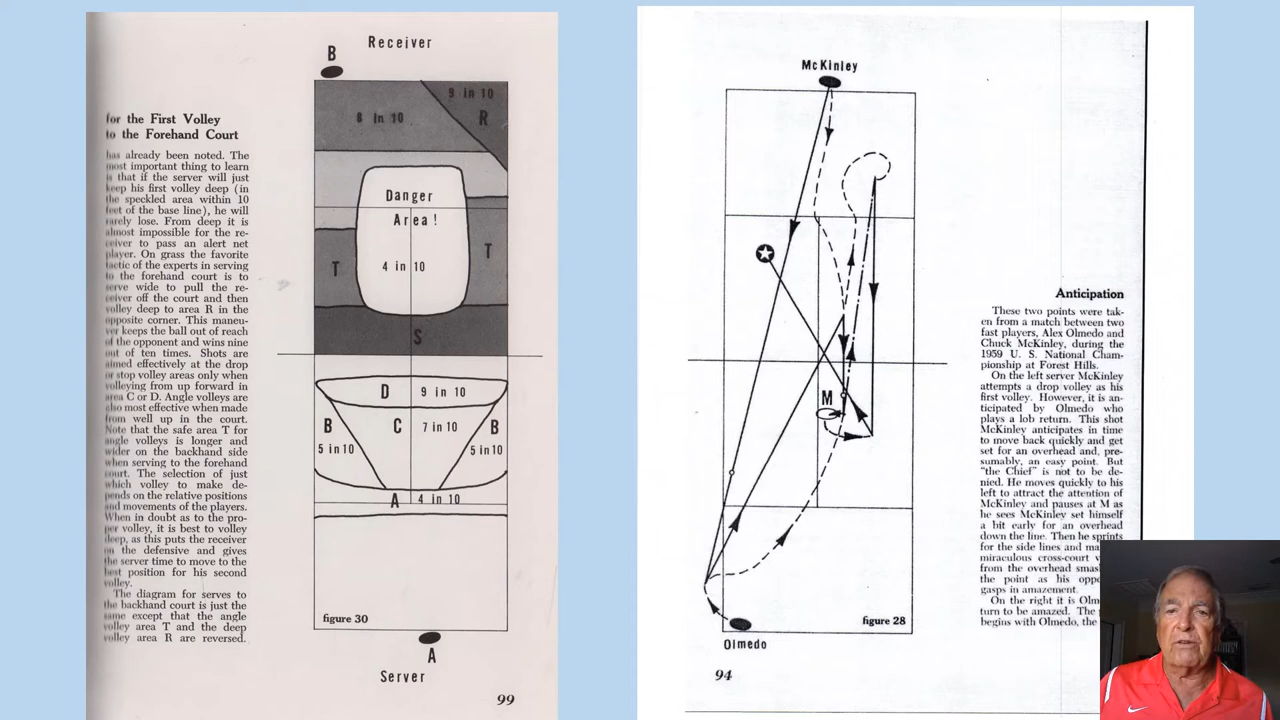 for the First Volley
to the Forehand Court
has already been noted. The
most important thing to learn
is that if the server will just
keep his first volley deep (in
the speckled area within 10
feet of the base line), he will
rarely lose. From deep it is
almost impossible for the re-
ceiver to pass an alert net
player. On grass the favorite
tactic of the experts in serving
to the forehand court is to
serve wide to pull the re-
ceiver off the court and then
volley deep to area R in the
opposite corner. This maneu-
ver keeps the ball out of reach
of the opponent and wins nine
out of ten times. Shots are
aimed effectively at the drop
or stop volley areas only when
volleying from up forward in
area C or D. Angle volleys are
also most effective when made
from well up in the court.
Note that the safe area T for
angle volleys is longer and
wider on the backhand side
when serving to the forehand
court. The selection of just
which volley to make de-
pends on the relative positions
and movements of the players.
When in doubt as to the pro-
per volley, it is best to volley
deep, as this puts the receiver
on the defensive and gives
the server time to move to the
best position for his second
volley.
The diagram for serves to
the backhand court is just the
same except that the angle
volley area T and the deep
volley area R are reversed.
Receiver
B
9 in 10
8 in 10
R
Danger
Area!
T
T
4 in 10
S
D 9 in 10
B C 7 in 10 B
5 in 10 5 in 10
A 4 in 10
figure 30
A
Server
99
McKinley
M
figure 28
Olmedo
94
Anticipation
These two points were tak-
en from a match between two
fast players, Alex Olmedo and
Chuck McKinley, during the
1959 U. S. National Cham-
pionship at Forest Hills.
On the left server McKinley
attempts a drop volley as his
first volley. However, it is an-
ticipated by Olmedo who
plays a lob return. This shot
McKinley anticipates in time
to move back quickly and get
set for an overhead and, pre-
sumably, an easy point. But
"the Chief" is not to be de-
nied. He moves quickly to his
left to attract the attention of
McKinley and pauses at M as
he sees McKinley set himself
a bit early for an overhead
down the line. Then he sprints
for the side lines and
miraculous cross-court
from the overhead
the point as his
gasps in amazement.
On the right it is
turn to be amazed. The
begins with Olmedo, the